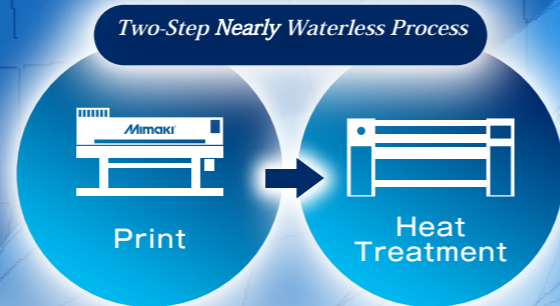 Two-Step Nearly Waterless Process
Mimaki
Print
Heat
Treatment